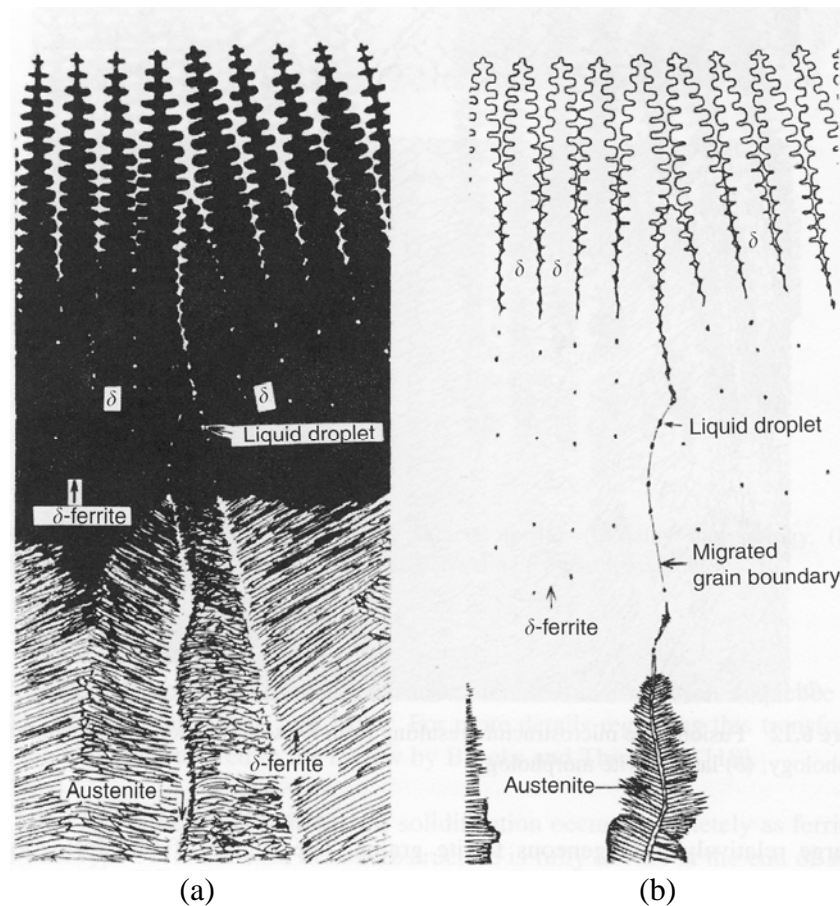 δ
δ
Liquid droplet
δ-ferrite
δ-ferrite
Austenite
(a)
δ
δ
δ
Liquid droplet
Migrated
grain boundary
δ-ferrite
Austenite
(b)